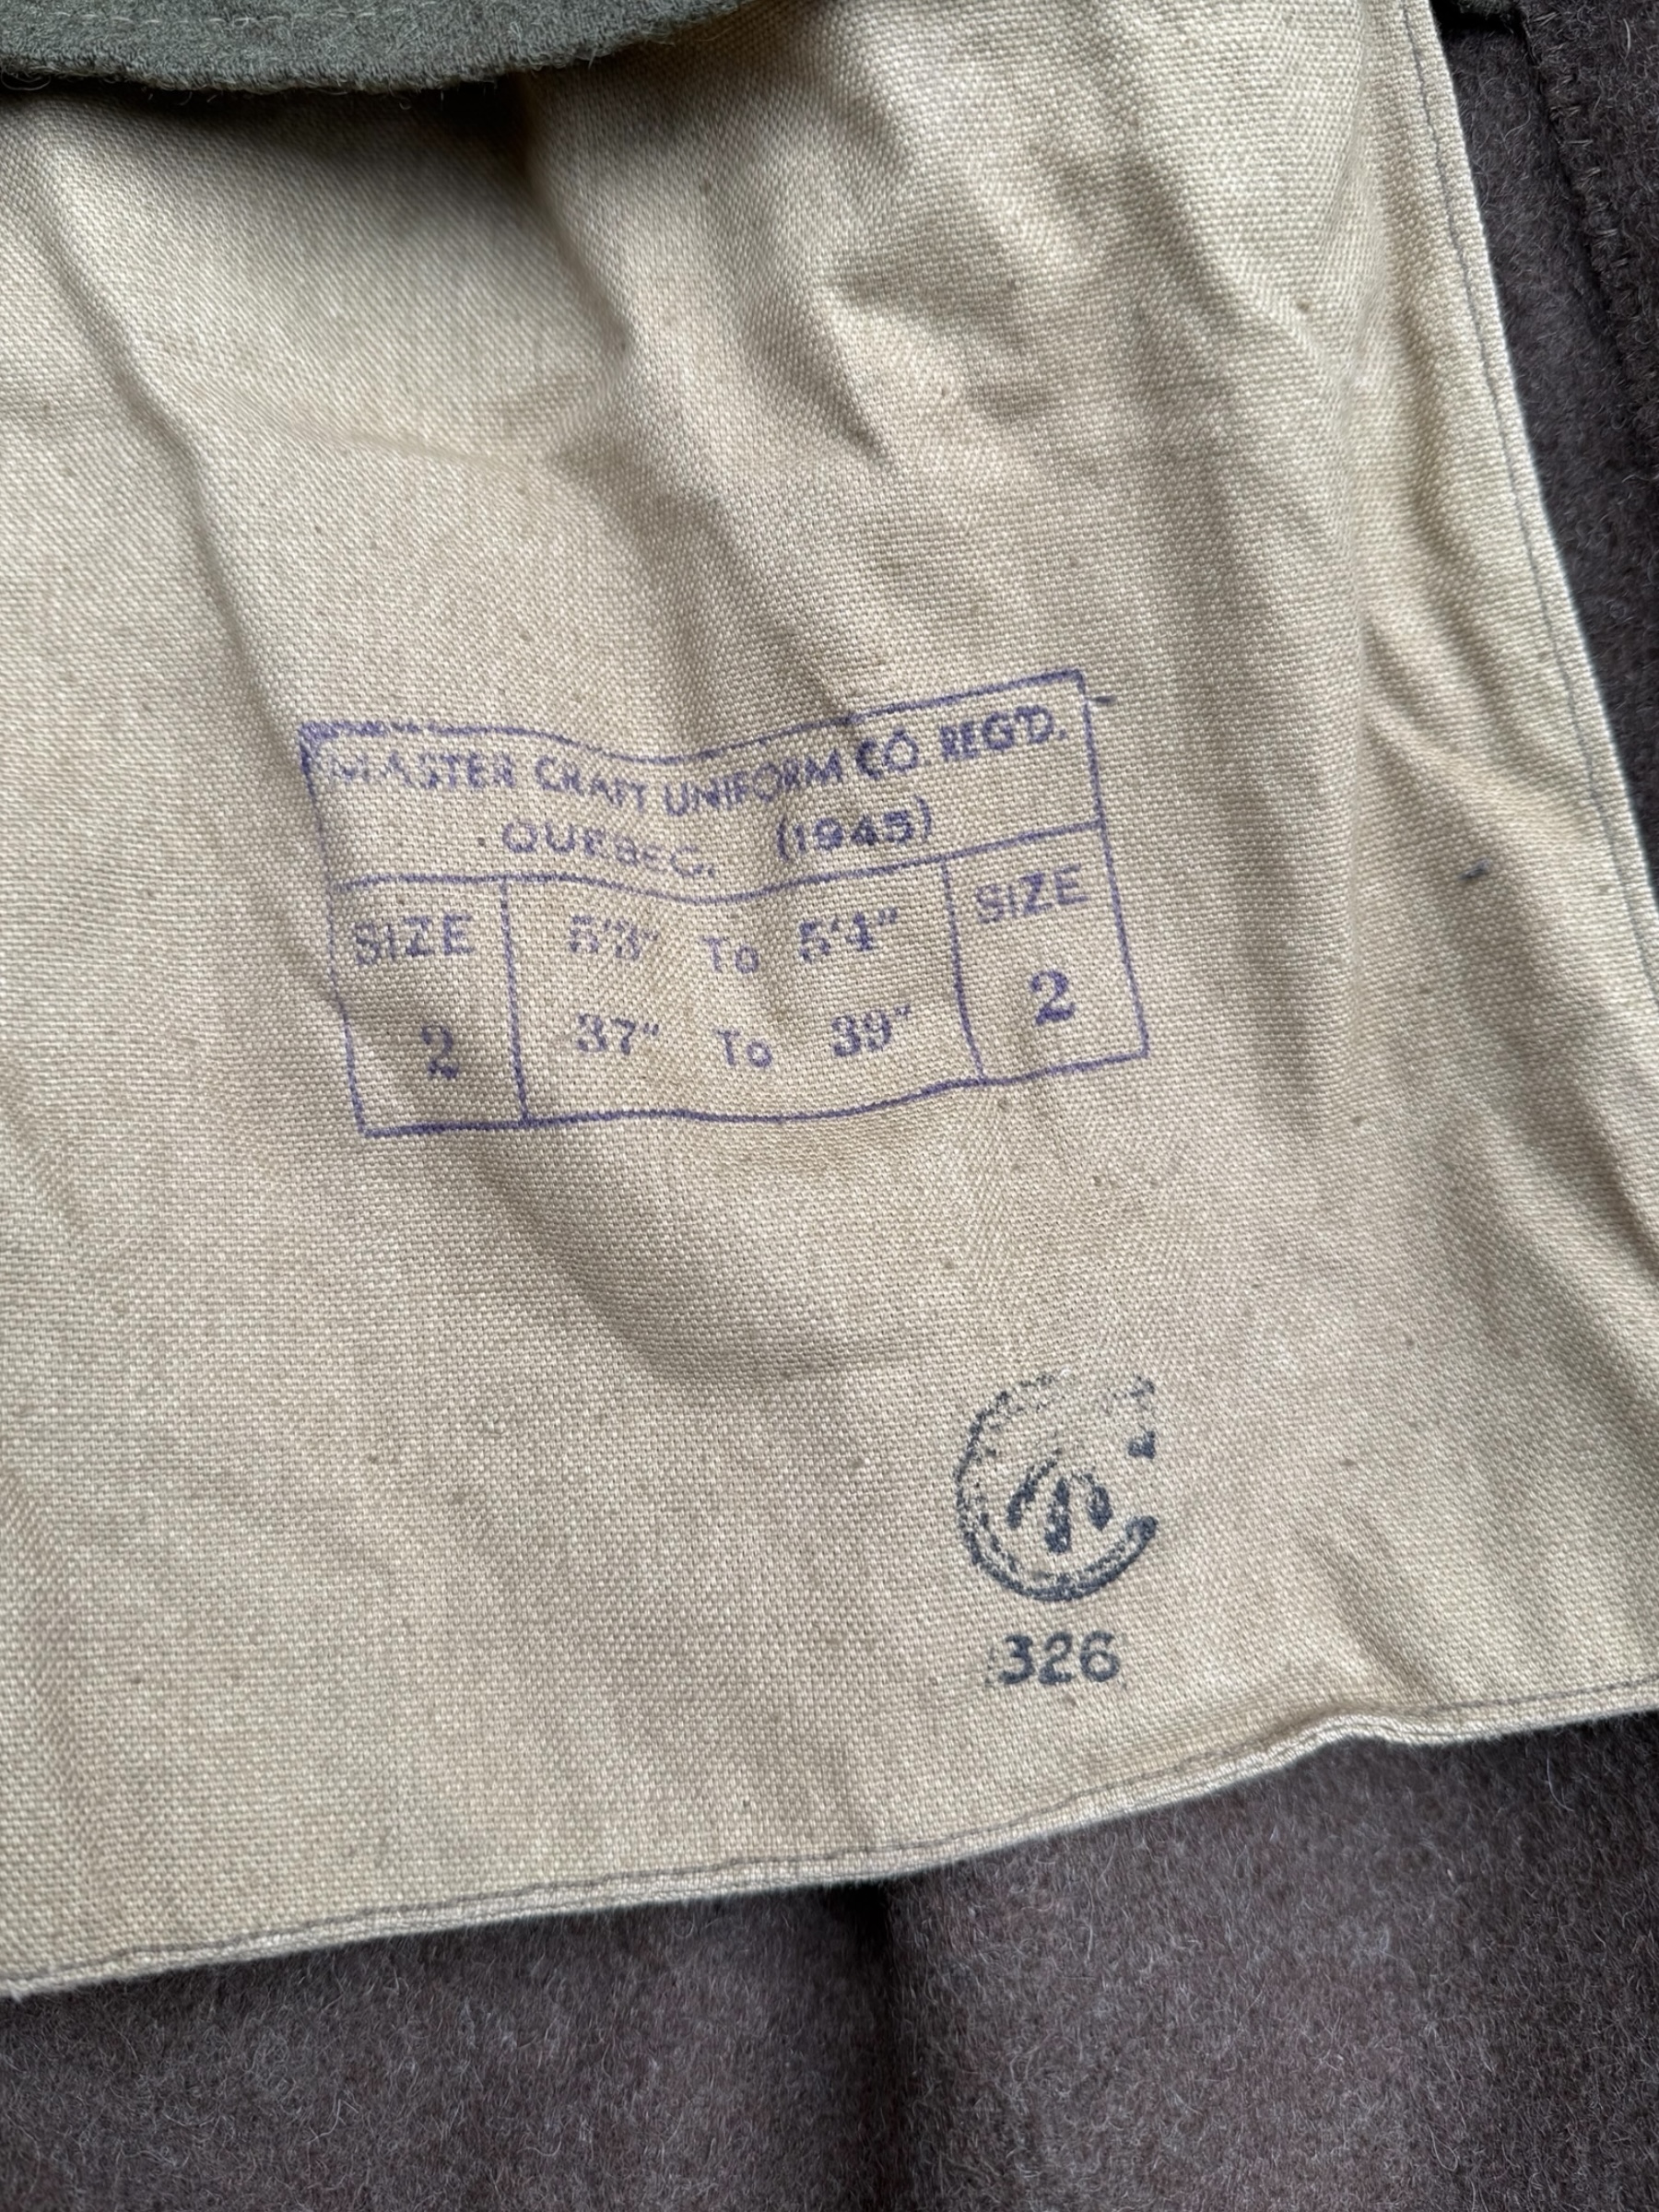 MASTER CRAFT UNIFORM CO. REG'D.
QUEBEC. (1945)
SIZE 5'3" To 5'4" SIZE
2 37" To 39" 2
326